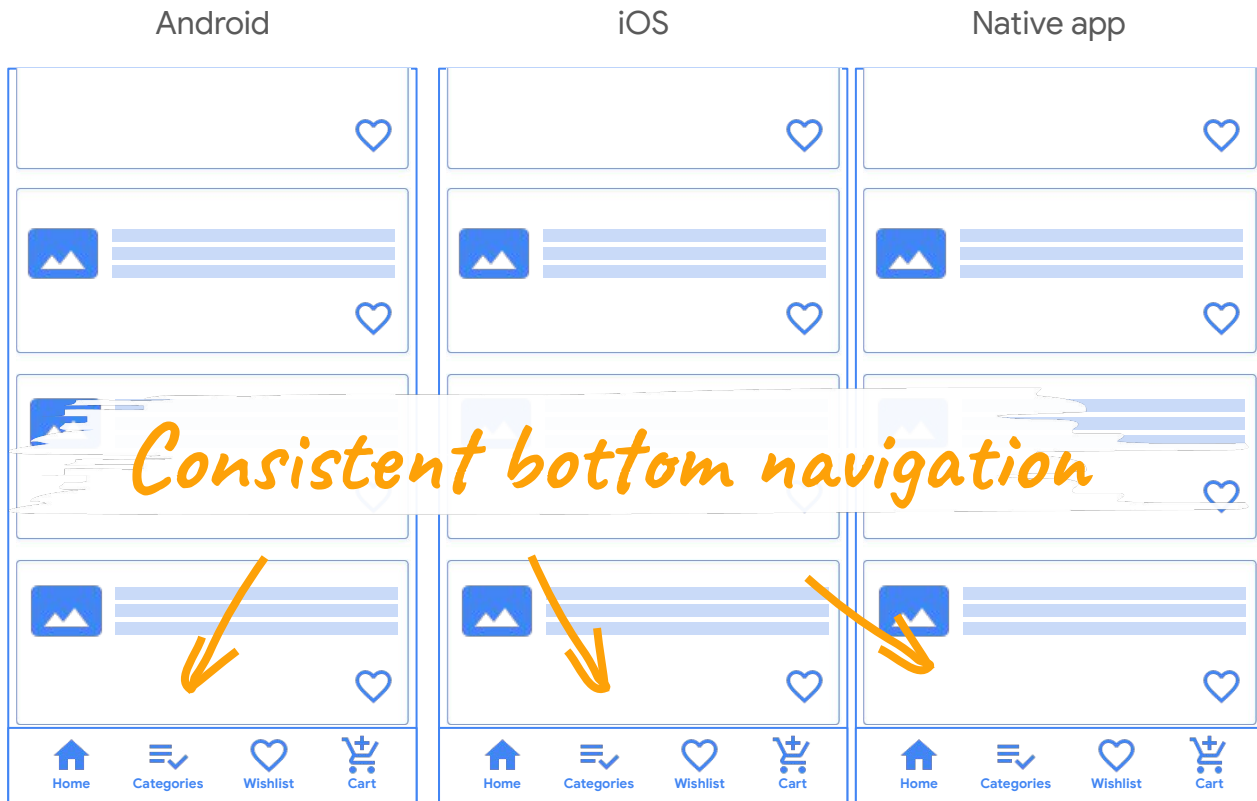 Android
iOS
Native app
Consistent bottom navigation
Home
Categories
Wishlist
Cart
Home
Categories
Wishlist
Cart
Home
Categories
Wishlist
Cart